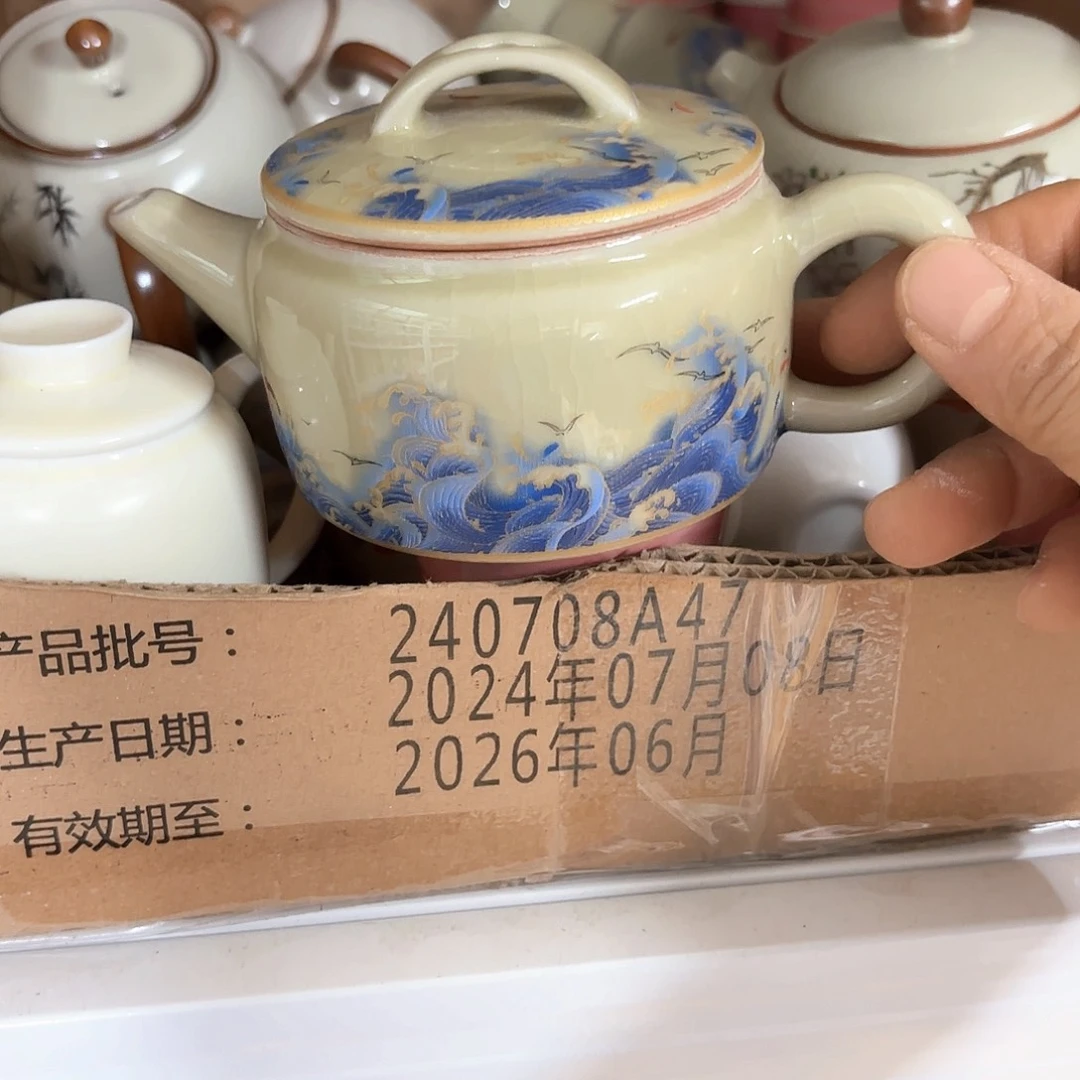 产品批号： 240708A47
生产日期： 2024年07月08日
有效期至： 2026年06月